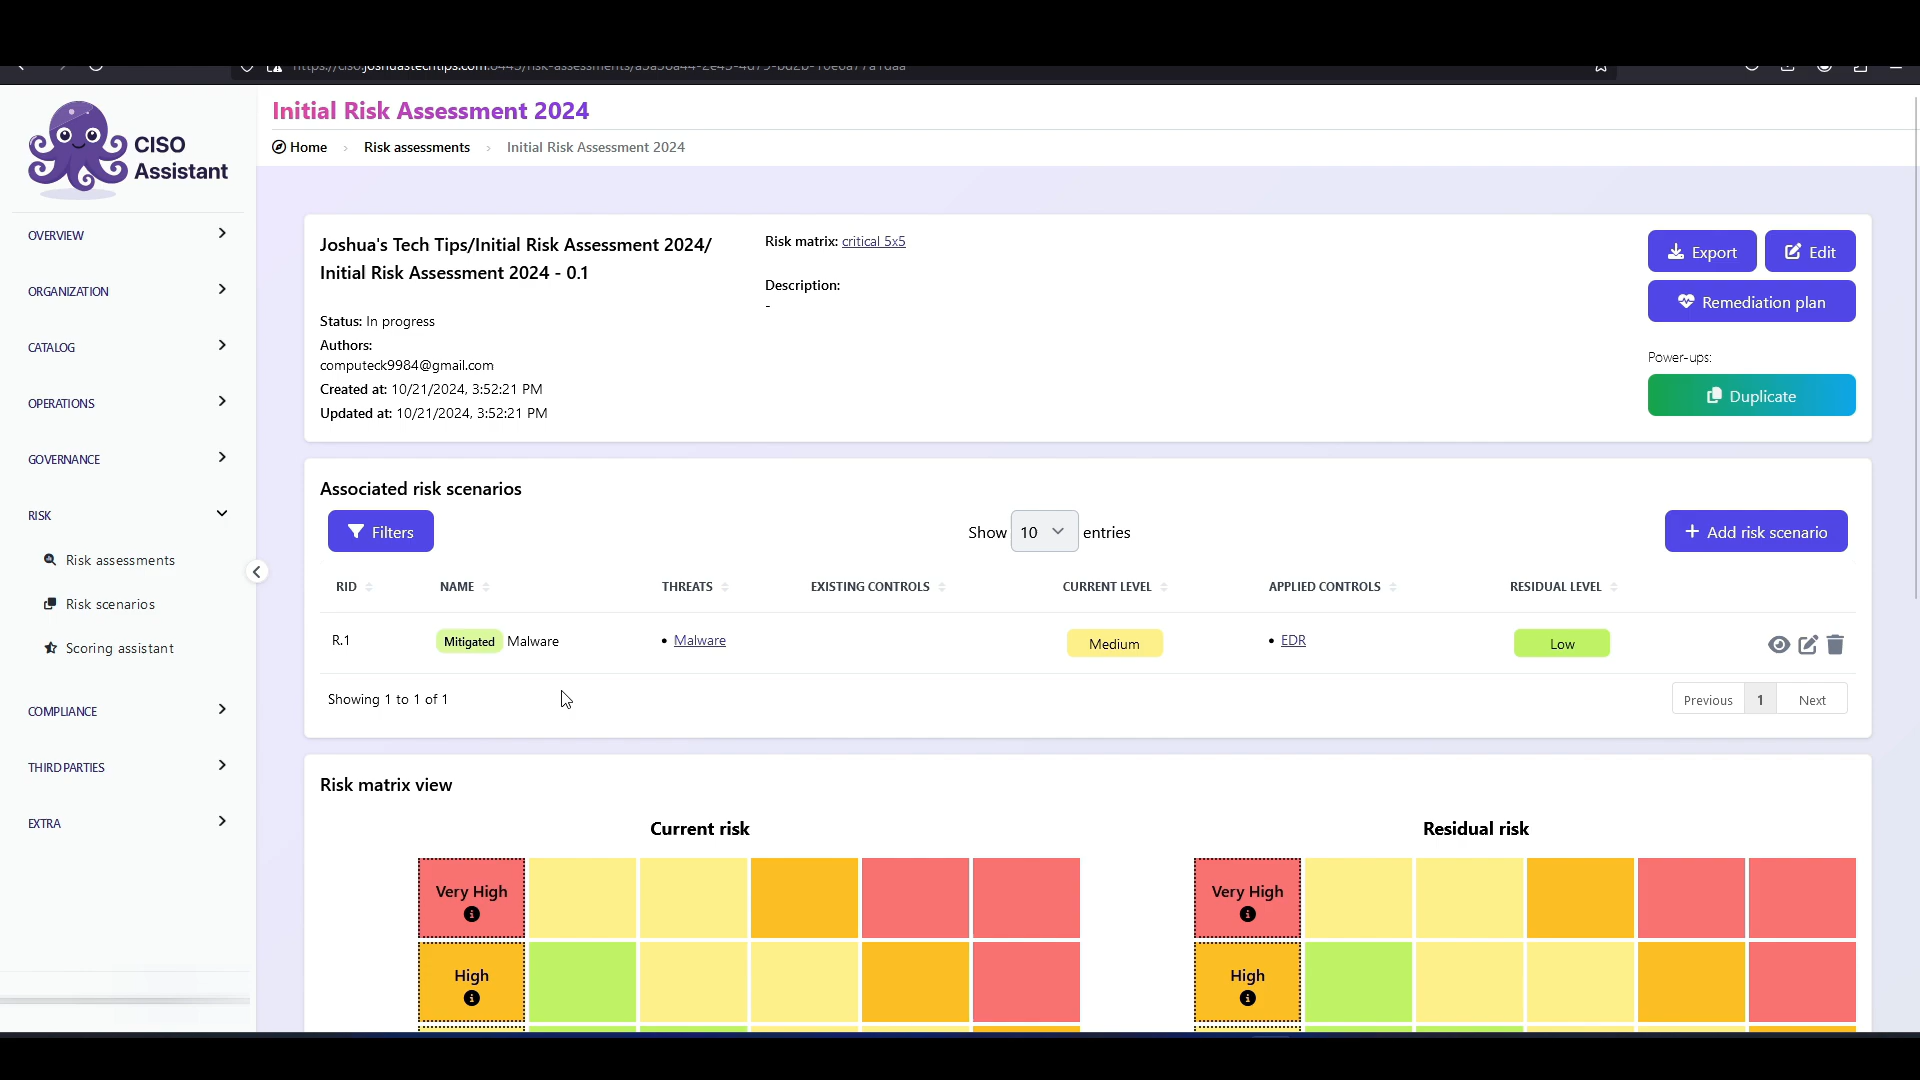 Initial Risk Assessment 2024
Home > Risk assessments > Initial Risk Assessment 2024
CISO
Assistant
OVERVIEW
ORGANIZATION
CATALOG
OPERATIONS
GOVERNANCE
RISK
Risk assessments
Risk scenarios
Scoring assistant
COMPLIANCE
THIRD PARTIES
EXTRA
Joshua's Tech Tips/Initial Risk Assessment 2024/
Initial Risk Assessment 2024 - 0.1
Status: In progress
Authors:
computeck9984@gmail.com
Created at: 10/21/2024, 3:52:21 PM
Updated at: 10/21/2024, 3:52:21 PM
Risk matrix: critical 5x5
Description:
-
Export
Edit
Remediation plan
Power-ups:
Duplicate
Associated risk scenarios
Filters
Show 10 entries
+ Add risk scenario
RID NAME THREATS EXISTING CONTROLS CURRENT LEVEL APPLIED CONTROLS RESIDUAL LEVEL
R.1 Mitigated Malware • Malware Medium • EDR Low
Showing 1 to 1 of 1
Previous 1 Next
Risk matrix view
Current risk
Very High
High
Residual risk
Very High
High